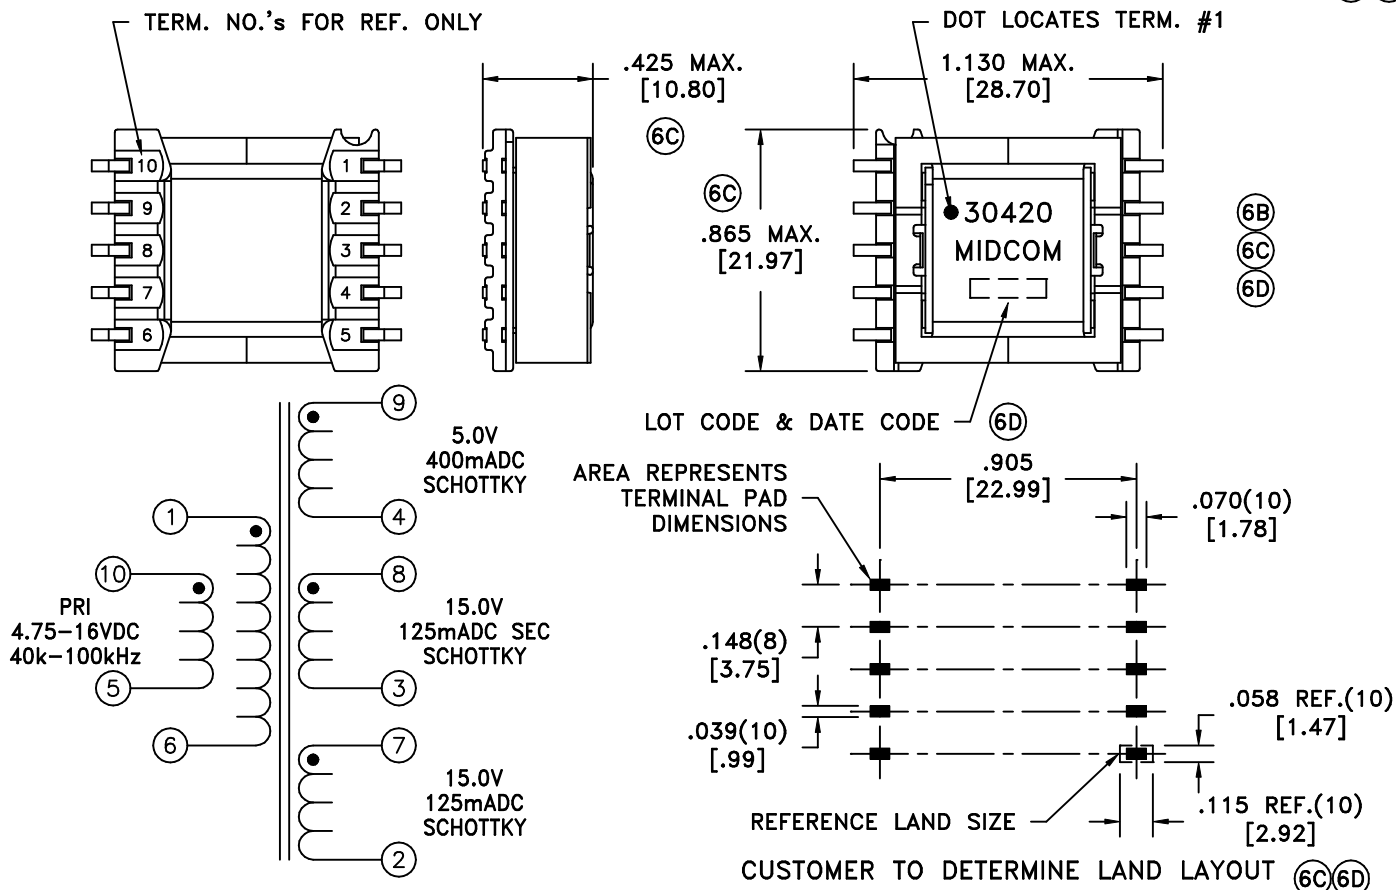 TERM. NO.'s FOR REF. ONLY
DOT LOCATES TERM. #1
.425 MAX.
[10.80]
6C
1.130 MAX.
[28.70]
10
9
8
7
6
1
2
3
4
5
6C
.865 MAX.
[21.97]
30420
MIDCOM
6B
6C
6D
LOT CODE & DATE CODE
6D
9
5.0V
400mADC
SCHOTTKY
4
1
10
PRI
4.75-16VDC
40k-100kHz
5
6
8
15.0V
125mADC SEC
SCHOTTKY
3
7
15.0V
125mADC
SCHOTTKY
2
AREA REPRESENTS
TERMINAL PAD
DIMENSIONS
.905
[22.99]
.070(10)
[1.78]
.148(8)
[3.75]
.039(10)
[.99]
.058 REF.(10)
[1.47]
.115 REF.(10)
[2.92]
REFERENCE LAND SIZE
CUSTOMER TO DETERMINE LAND LAYOUT
6C
6D